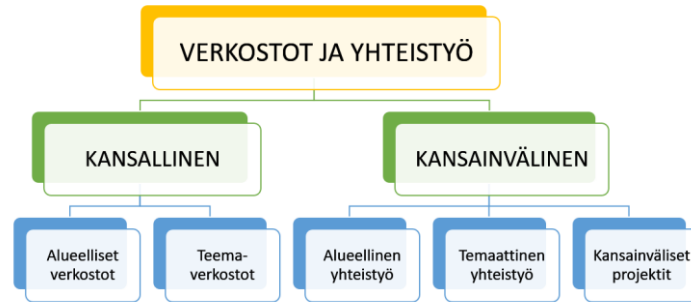 VERKOSTOT JA YHTEISTYÖ
KANSALLINEN
KANSAINVÄLINEN
Alueelliset
verkostot
Teema-
verkostot
Alueellinen
yhteistyö
Temaattinen
yhteistyö
Kansainväliset
projektit